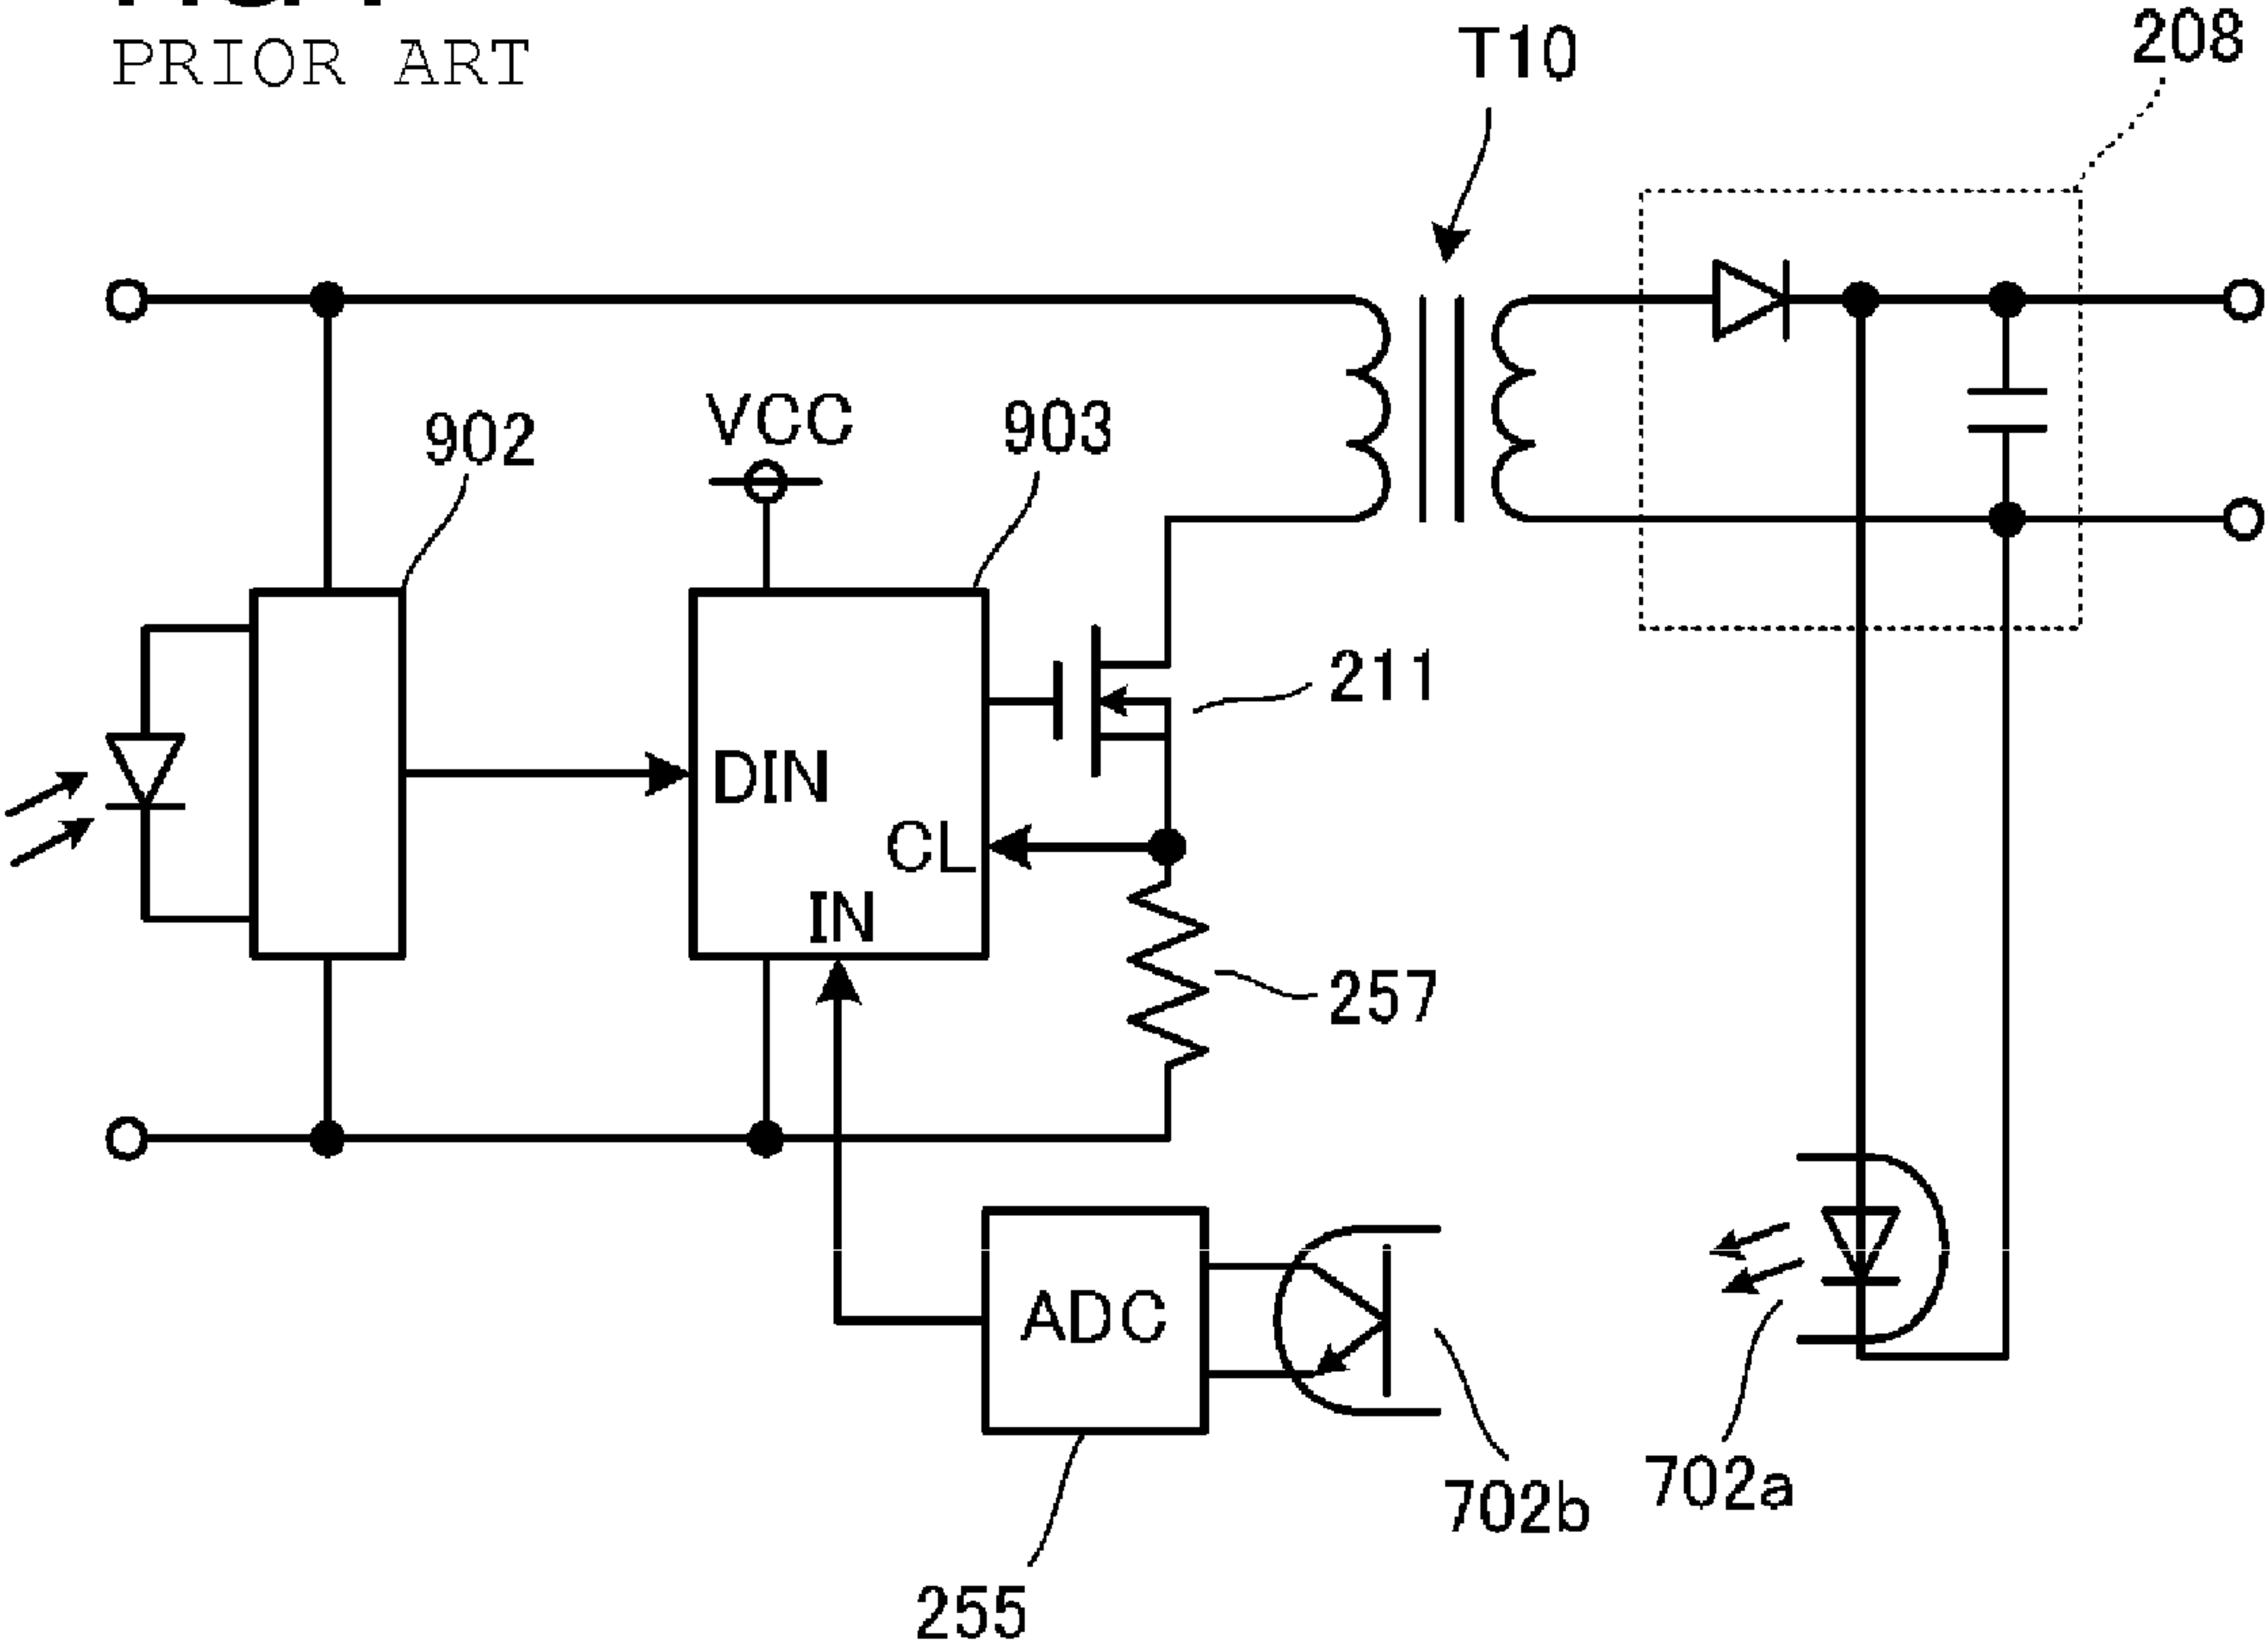 PRIOR ART
T10
208
902
VCC
903
211
DIN
CL
IN
257
ADC
702b
702a
255